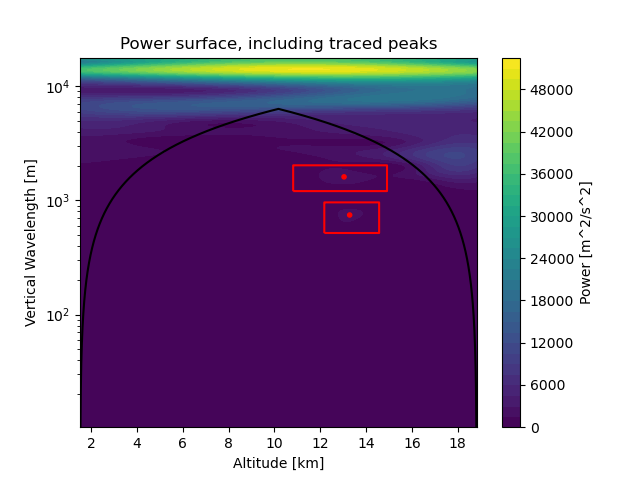 Power surface, including traced peaks
Vertical Wavelength [m]
10^4
10^3
10^2
2 4 6 8 10 12 14 16 18
Altitude [km]
48000
42000
36000
30000
24000
18000
12000
6000
0
Power [m^2/s^2]